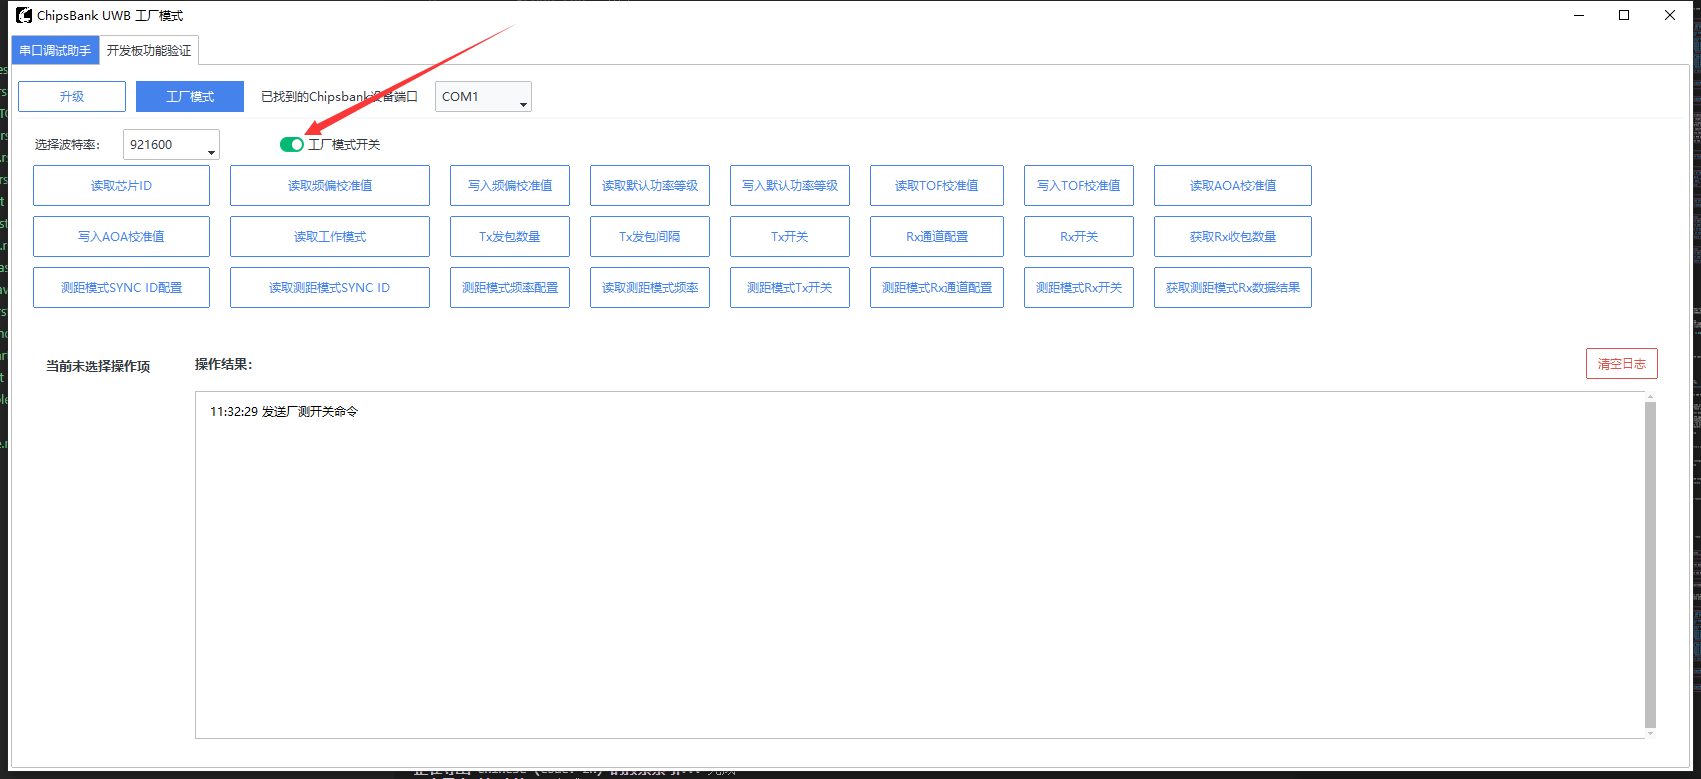 ChipsBank UWB 工厂模式
串口调试助手 开发板功能验证
升级 工厂模式 已找到的Chipsbank设备端口 COM1
选择波特率: 921600 工厂模式开关
读取芯片ID 读取频偏校准值 写入频偏校准值 读取默认功率等级 写入默认功率等级 读取TOF校准值 写入TOF校准值 读取AOA校准值
写入AOA校准值 读取工作模式 Tx发包数量 Tx发包间隔 Tx开关 Rx通道配置 Rx开关 获取Rx收包数量
测距模式SYNC ID配置 读取测距模式SYNC ID 测距模式频率配置 读取测距模式频率 测距模式Tx开关 测距模式Rx通道配置 测距模式Rx开关 获取测距模式Rx数据结果
当前未选择操作项 操作结果: 清空日志
11:32:29 发送厂测开关命令